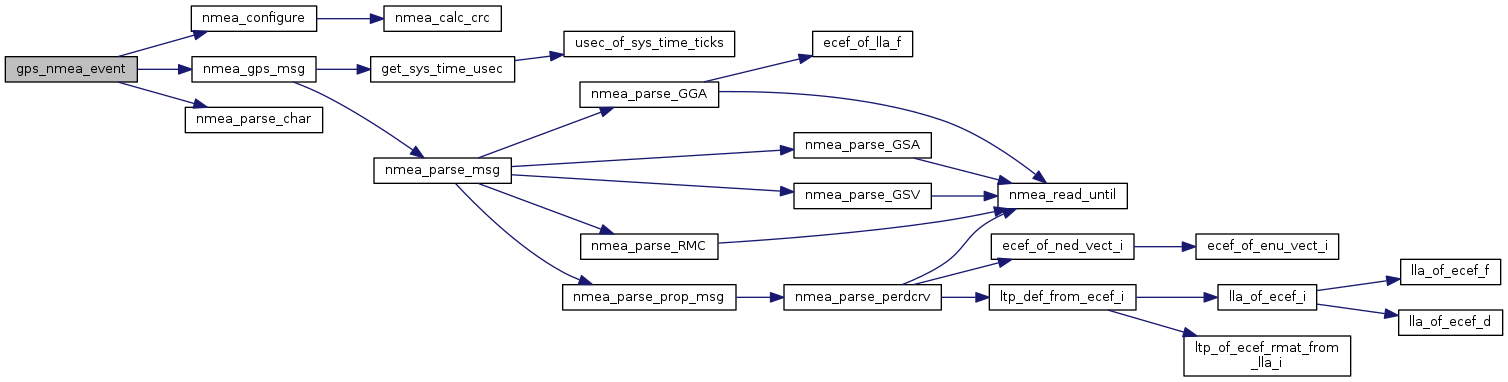 gps_nmea_event
nmea_configure
nmea_calc_crc
nmea_gps_msg
get_sys_time_usec
usec_of_sys_time_ticks
nmea_parse_char
nmea_parse_msg
nmea_parse_GGA
ecef_of_lla_f
nmea_parse_GSA
nmea_parse_GSV
nmea_read_until
nmea_parse_RMC
nmea_parse_prop_msg
nmea_parse_perdcrv
ecef_of_ned_vect_i
ecef_of_enu_vect_i
ltp_def_from_ecef_i
lla_of_ecef_i
lla_of_ecef_f
lla_of_ecef_d
ltp_of_ecef_rmat_from
_lla_i